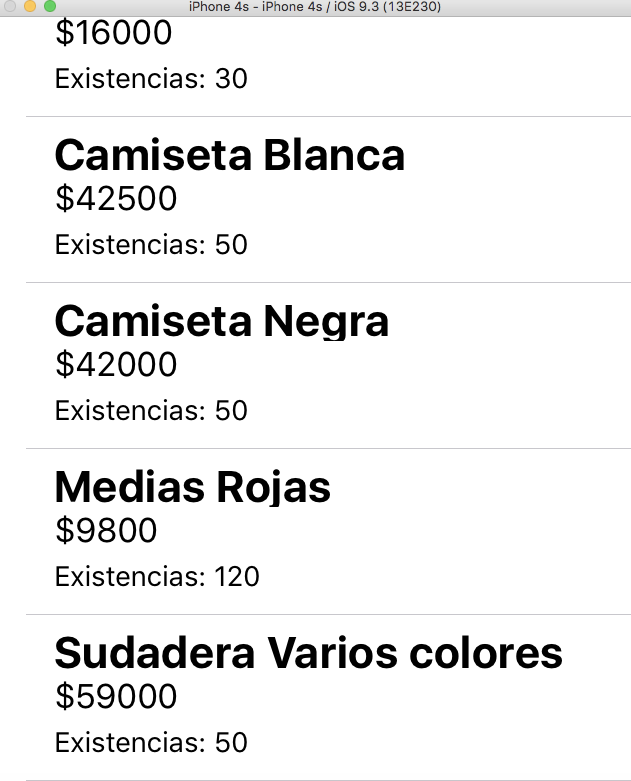 iPhone 4s - iPhone 4s / iOS 9.3 (13E230)
$16000
Existencias: 30
Camiseta Blanca
$42500
Existencias: 50
Camiseta Negra
$42000
Existencias: 50
Medias Rojas
$9800
Existencias: 120
Sudadera Varios colores
$59000
Existencias: 50